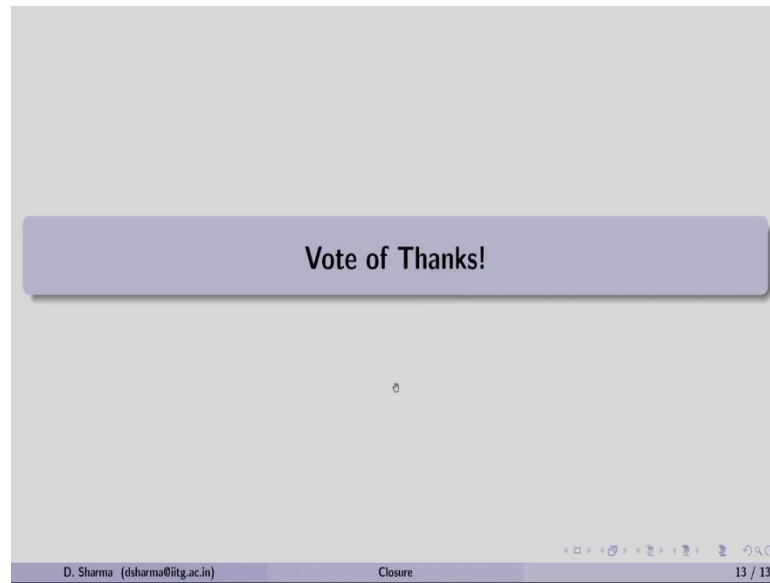 Vote of Thanks!
D. Sharma (dsharma@iitg.ac.in) Closure 13 / 13